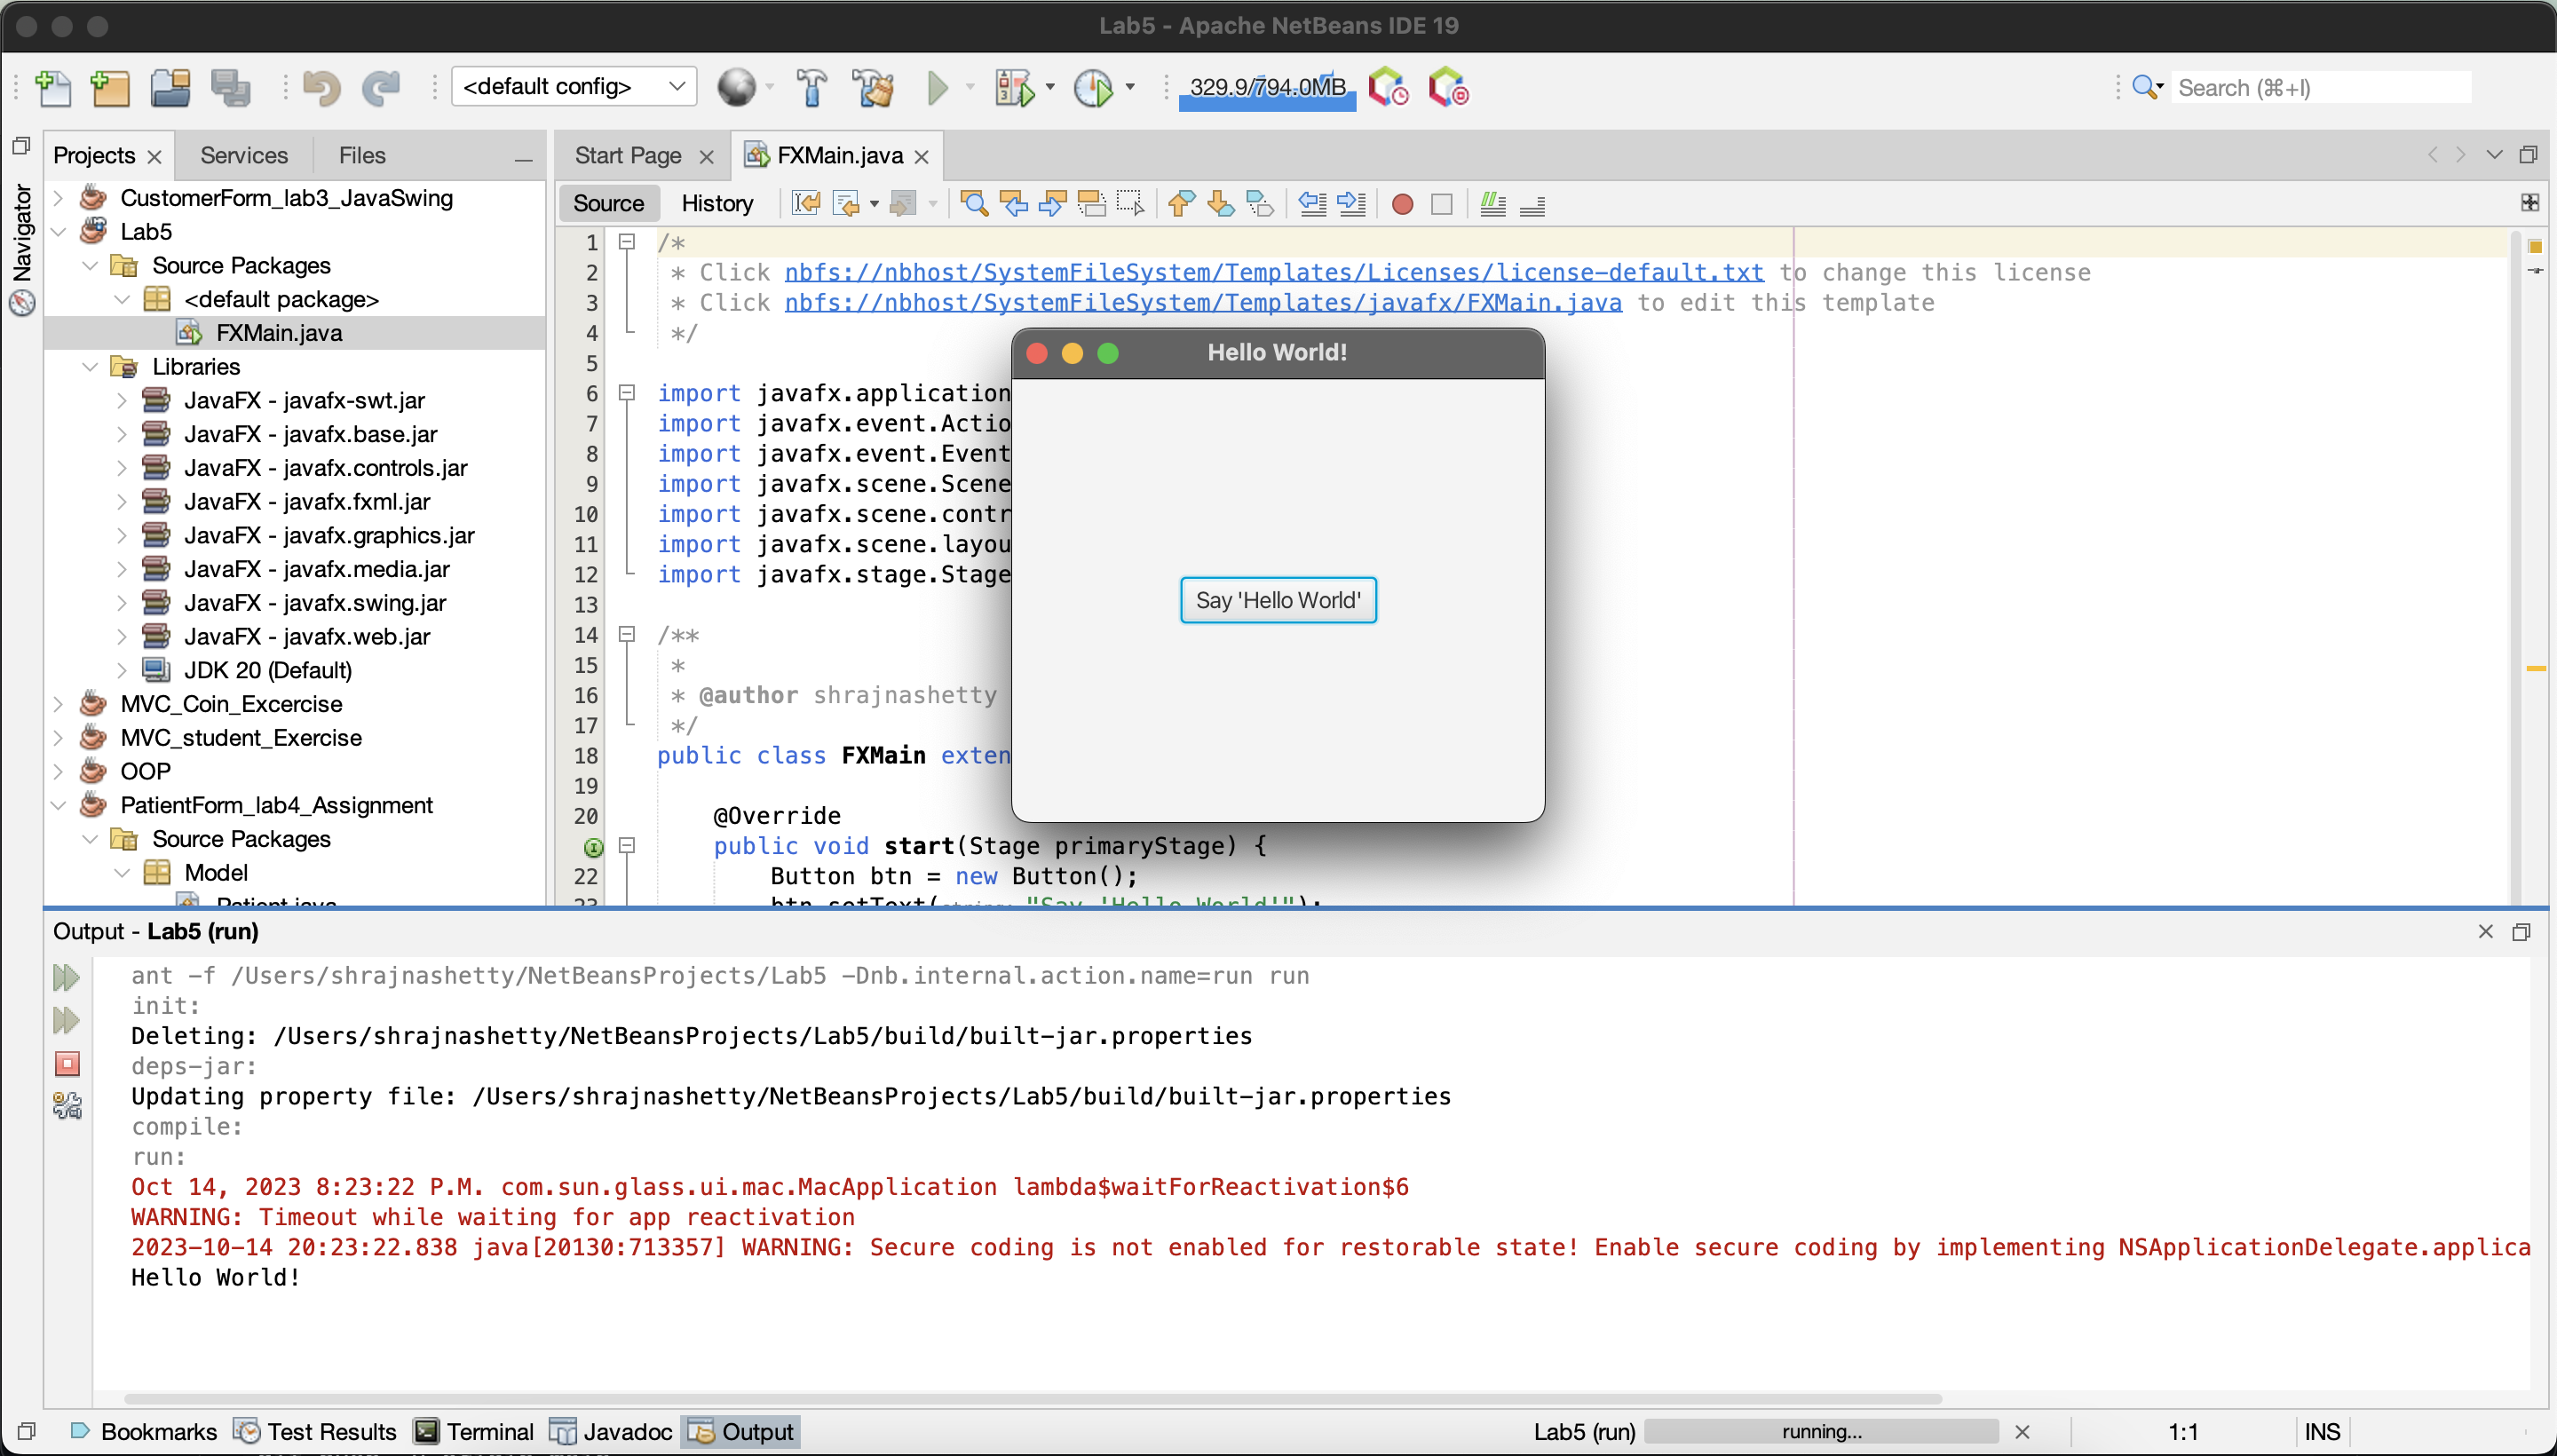 Lab5 - Apache NetBeans IDE 19
<default config>
329.9/794.0MB
Search (⌘+I)
Navigator
Projects
Services
Files
CustomerForm_lab3_JavaSwing
Lab5
Source Packages
<default package>
FXMain.java
Libraries
JavaFX - javafx-swt.jar
JavaFX - javafx.base.jar
JavaFX - javafx.controls.jar
JavaFX - javafx.fxml.jar
JavaFX - javafx.graphics.jar
JavaFX - javafx.media.jar
JavaFX - javafx.swing.jar
JavaFX - javafx.web.jar
JDK 20 (Default)
MVC_Coin_Excercise
MVC_student_Exercise
OOP
PatientForm_lab4_Assignment
Source Packages
Model
Patient.java
Start Page
FXMain.java
Source
History
1 /*
2 * Click nbfs://nbhost/SystemFileSystem/Templates/Licenses/license-default.txt to change this license
3 * Click nbfs://nbhost/SystemFileSystem/Templates/javafx/FXMain.java to edit this template
4 */
5
6 import javafx.application
7 import javafx.event.Actio
8 import javafx.event.Event
9 import javafx.scene.Scene
10 import javafx.scene.contr
11 import javafx.scene.layou
12 import javafx.stage.Stage
13
14 /**
15 *
16 * @author shrajnashetty
17 */
18 public class FXMain exten
19
20 @Override
public void start(Stage primaryStage) {
22 Button btn = new Button();
23 btn.setText("Say 'Hello World'");
Hello World!
Say 'Hello World'
Output - Lab5 (run)
ant -f /Users/shrajnashetty/NetBeansProjects/Lab5 -Dnb.internal.action.name=run run
init:
Deleting: /Users/shrajnashetty/NetBeansProjects/Lab5/build/built-jar.properties
deps-jar:
Updating property file: /Users/shrajnashetty/NetBeansProjects/Lab5/build/built-jar.properties
compile:
run:
Oct 14, 2023 8:23:22 P.M. com.sun.glass.ui.mac.MacApplication lambda$waitForReactivation$6
WARNING: Timeout while waiting for app reactivation
2023-10-14 20:23:22.838 java[20130:713357] WARNING: Secure coding is not enabled for restorable state! Enable secure coding by implementing NSApplicationDelegate.applica
Hello World!
Bookmarks
Test Results
Terminal
Javadoc
Output
Lab5 (run)
running...
1:1
INS